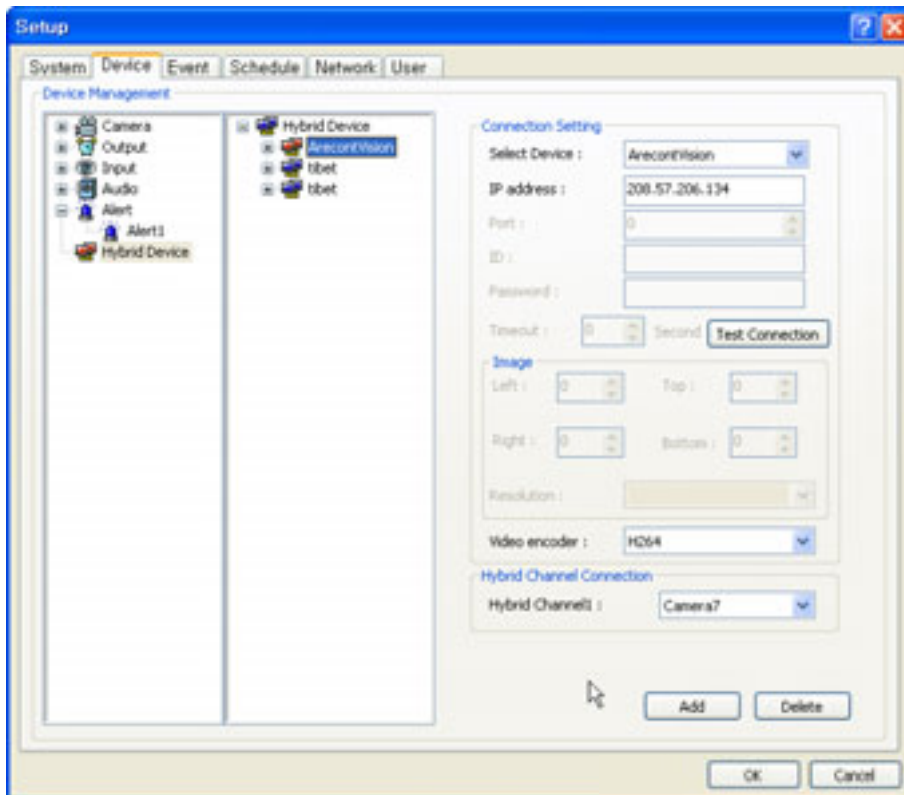 Setup
System Device Event Schedule Network User
Device Management
Camera
Output
Input
Audio
Alert
Alert1
Hybrid Device
Hybrid Device
ArecontVision
tibet
tibet
Connection Setting
Select Device : ArecontVision
IP address : 208.57.206.134
Port : 0
ID :
Password :
Timeout : 0 Second Test Connection
Image
Left : 0 Top : 0
Right : 0 Bottom : 0
Resolution :
Video encoder : H264
Hybrid Channel Connection
Hybrid Channel1 : Camera7
Add Delete
OK Cancel